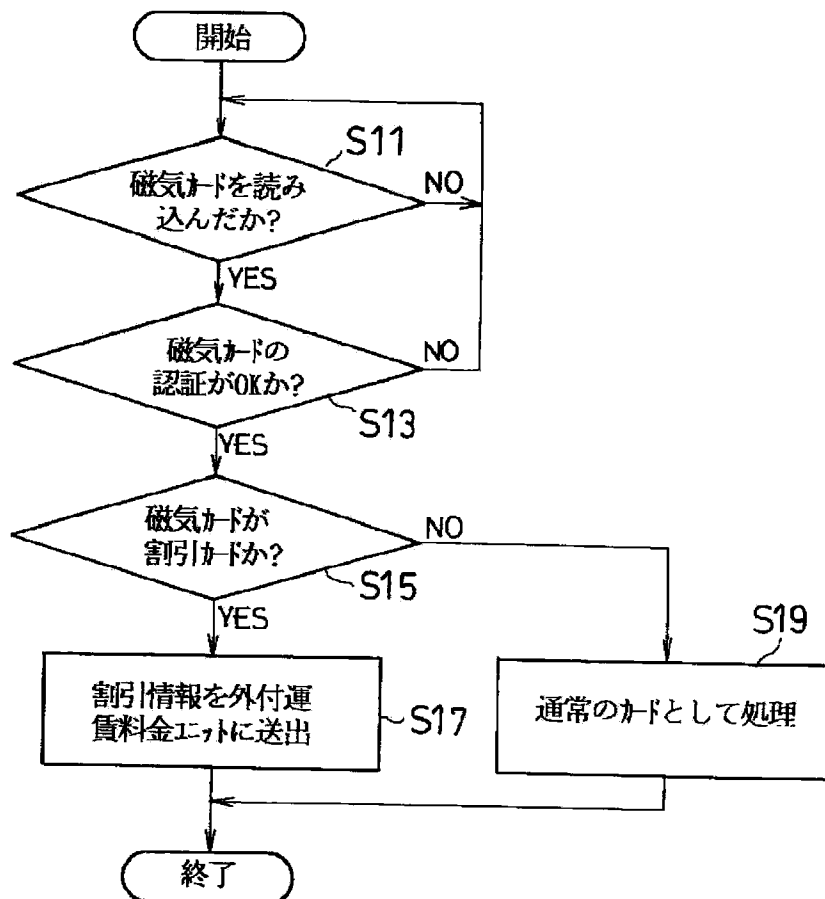 開始
S11
磁気カードを読み
込んだか?
NO
YES
磁気カードの
認証がOKか?
NO
S13
YES
磁気カードが
割引カードか?
NO
S15
YES
S19
割引情報を外付運
賃料金ユニットに送出
S17
通常のカードとして処理
終了